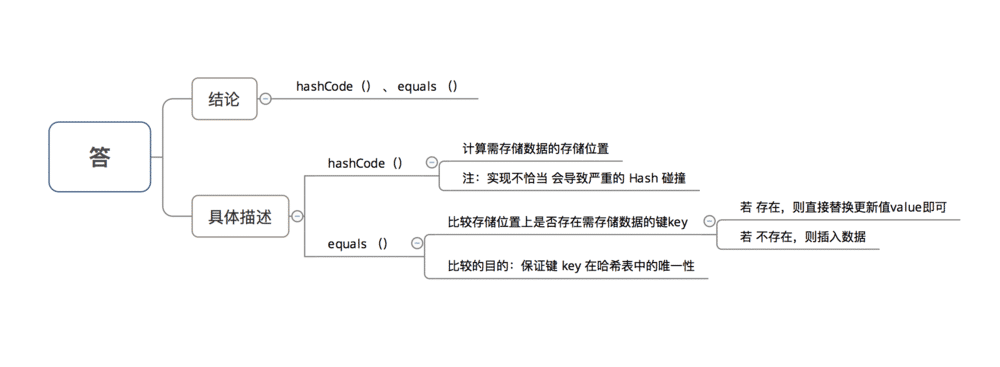 答
结论
hashCode（） 、equals （）
具体描述
hashCode（）
计算需存储数据的存储位置
注：实现不恰当 会导致严重的 Hash 碰撞
equals （）
比较存储位置上是否存在需存储数据的键key
若 存在，则直接替换更新值value即可
若 不存在，则插入数据
比较的目的：保证键 key 在哈希表中的唯一性